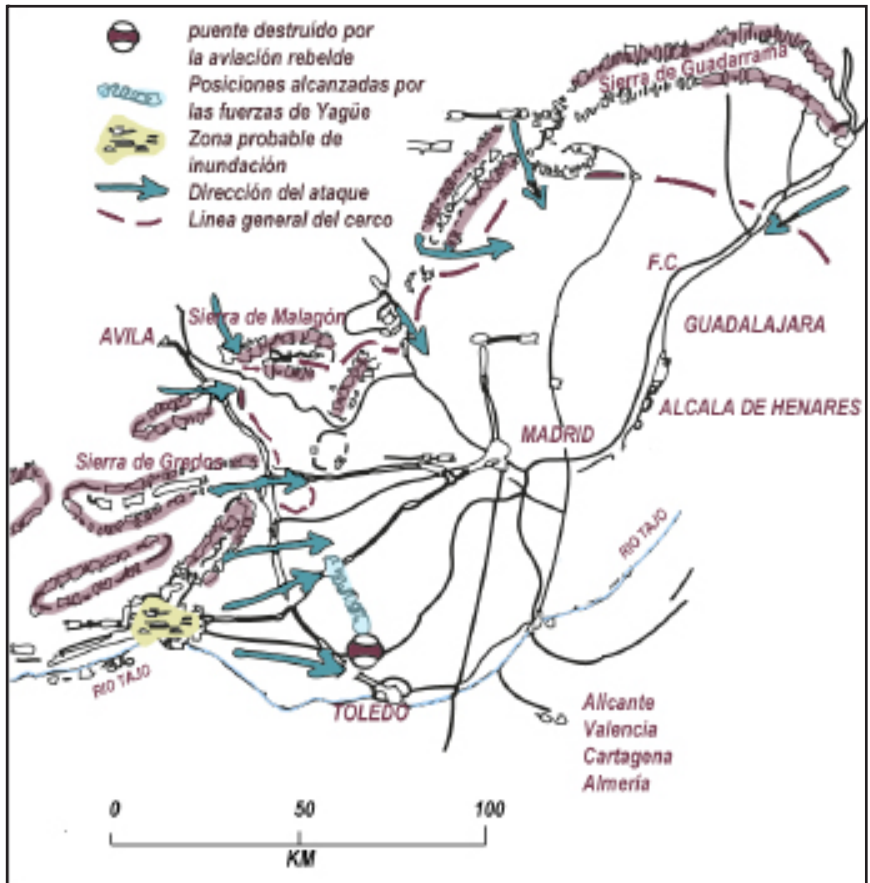 puente destruído por
la aviación rebelde
Posiciones alcanzadas por
las fuerzas de Yagüe
Zona probable de
inundación
Dirección del ataque
Línea general del cerco
Sierra de Guadarrama
F.C
GUADALAJARA
Sierra de Malagón
AVILA
ALCALA DE HENARES
MADRID
Sierra de Gredos
RIO TAJO
RIO TAJO
TOLEDO
Alicante
Valencia
Cartagena
Almería
0 50 100
KM